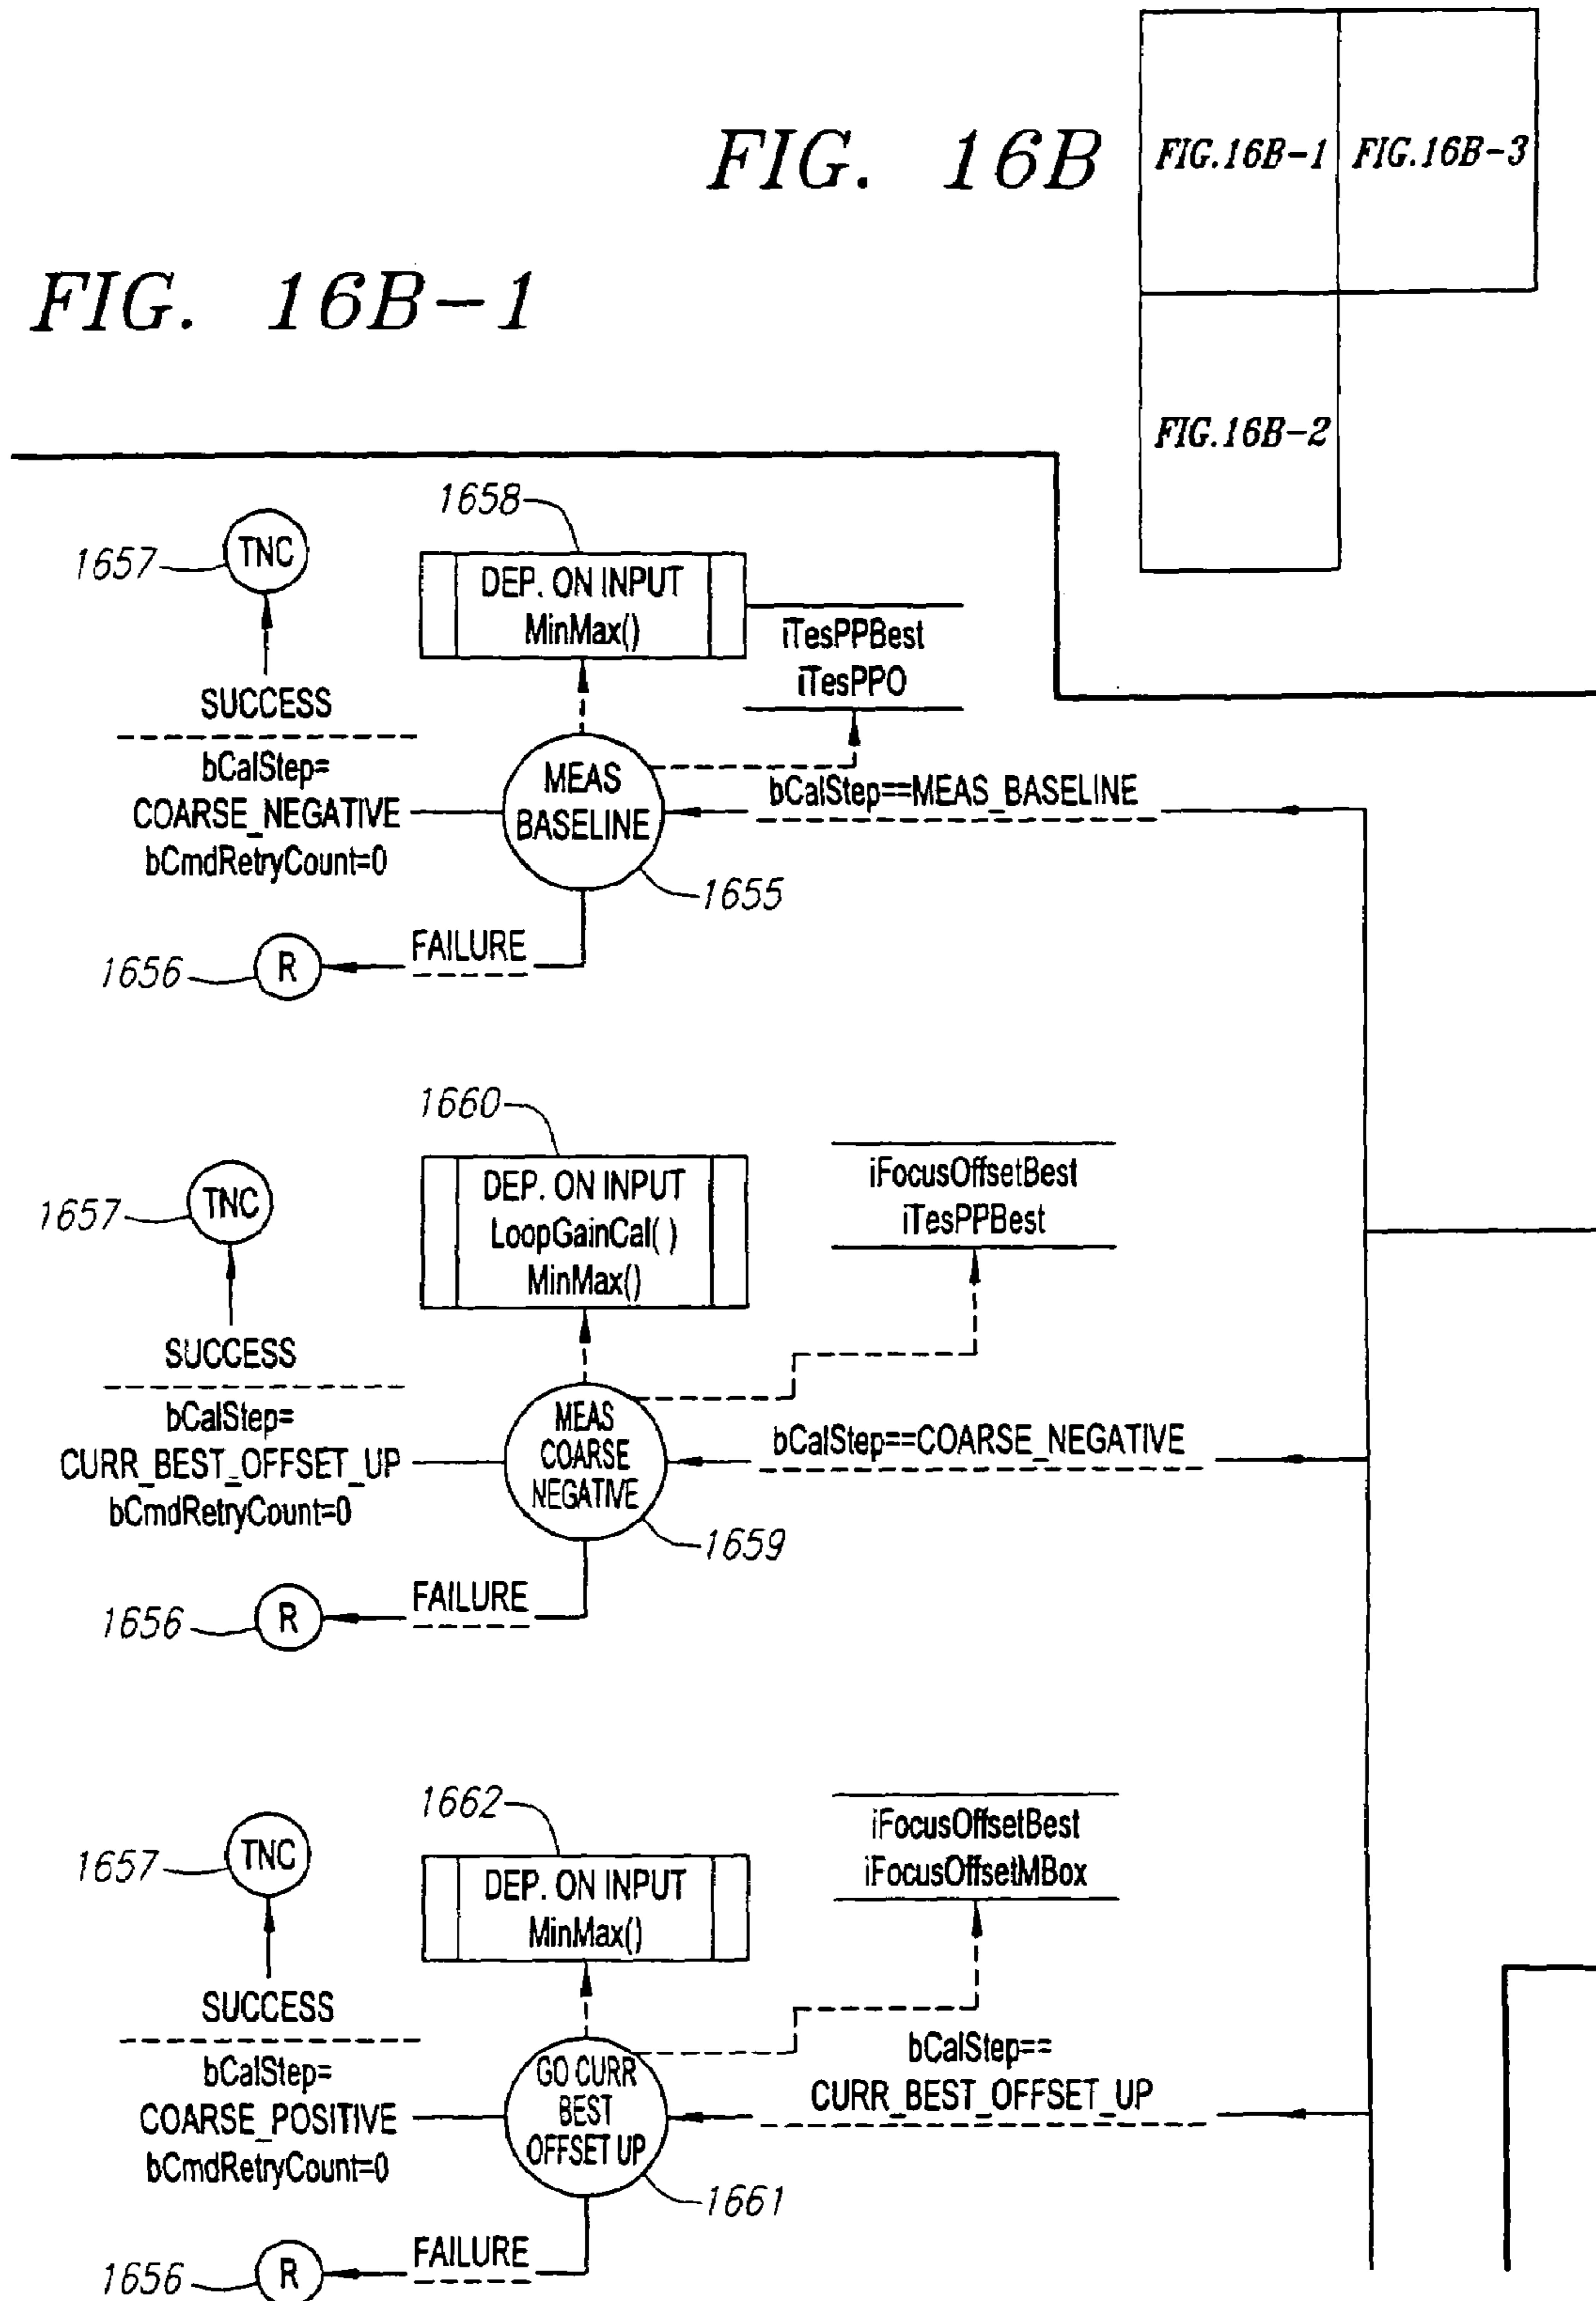 FIG. 16B
FIG.16B-1
FIG.16B-3
FIG.16B-2
FIG. 16B-1
1657
TNC
SUCCESS
bCalStep=
COARSE_NEGATIVE
bCmdRetryCount=0
1658
DEP. ON INPUT
MinMax()
iTesPPBest
iTesPPO
MEAS
BASELINE
bCalStep==MEAS_BASELINE
1655
1656
R
FAILURE
1657
TNC
SUCCESS
bCalStep=
CURR_BEST_OFFSET_UP
bCmdRetryCount=0
1660
DEP. ON INPUT
LoopGainCal( )
MinMax()
iFocusOffsetBest
iTesPPBest
MEAS
COARSE
NEGATIVE
bCalStep==COARSE_NEGATIVE
1659
1656
R
FAILURE
1657
TNC
SUCCESS
bCalStep=
COARSE_POSITIVE
bCmdRetryCount=0
1662
DEP. ON INPUT
MinMax()
iFocusOffsetBest
iFocusOffsetMBox
GO CURR
BEST
OFFSET UP
bCalStep==
CURR_BEST_OFFSET_UP
1661
1656
R
FAILURE